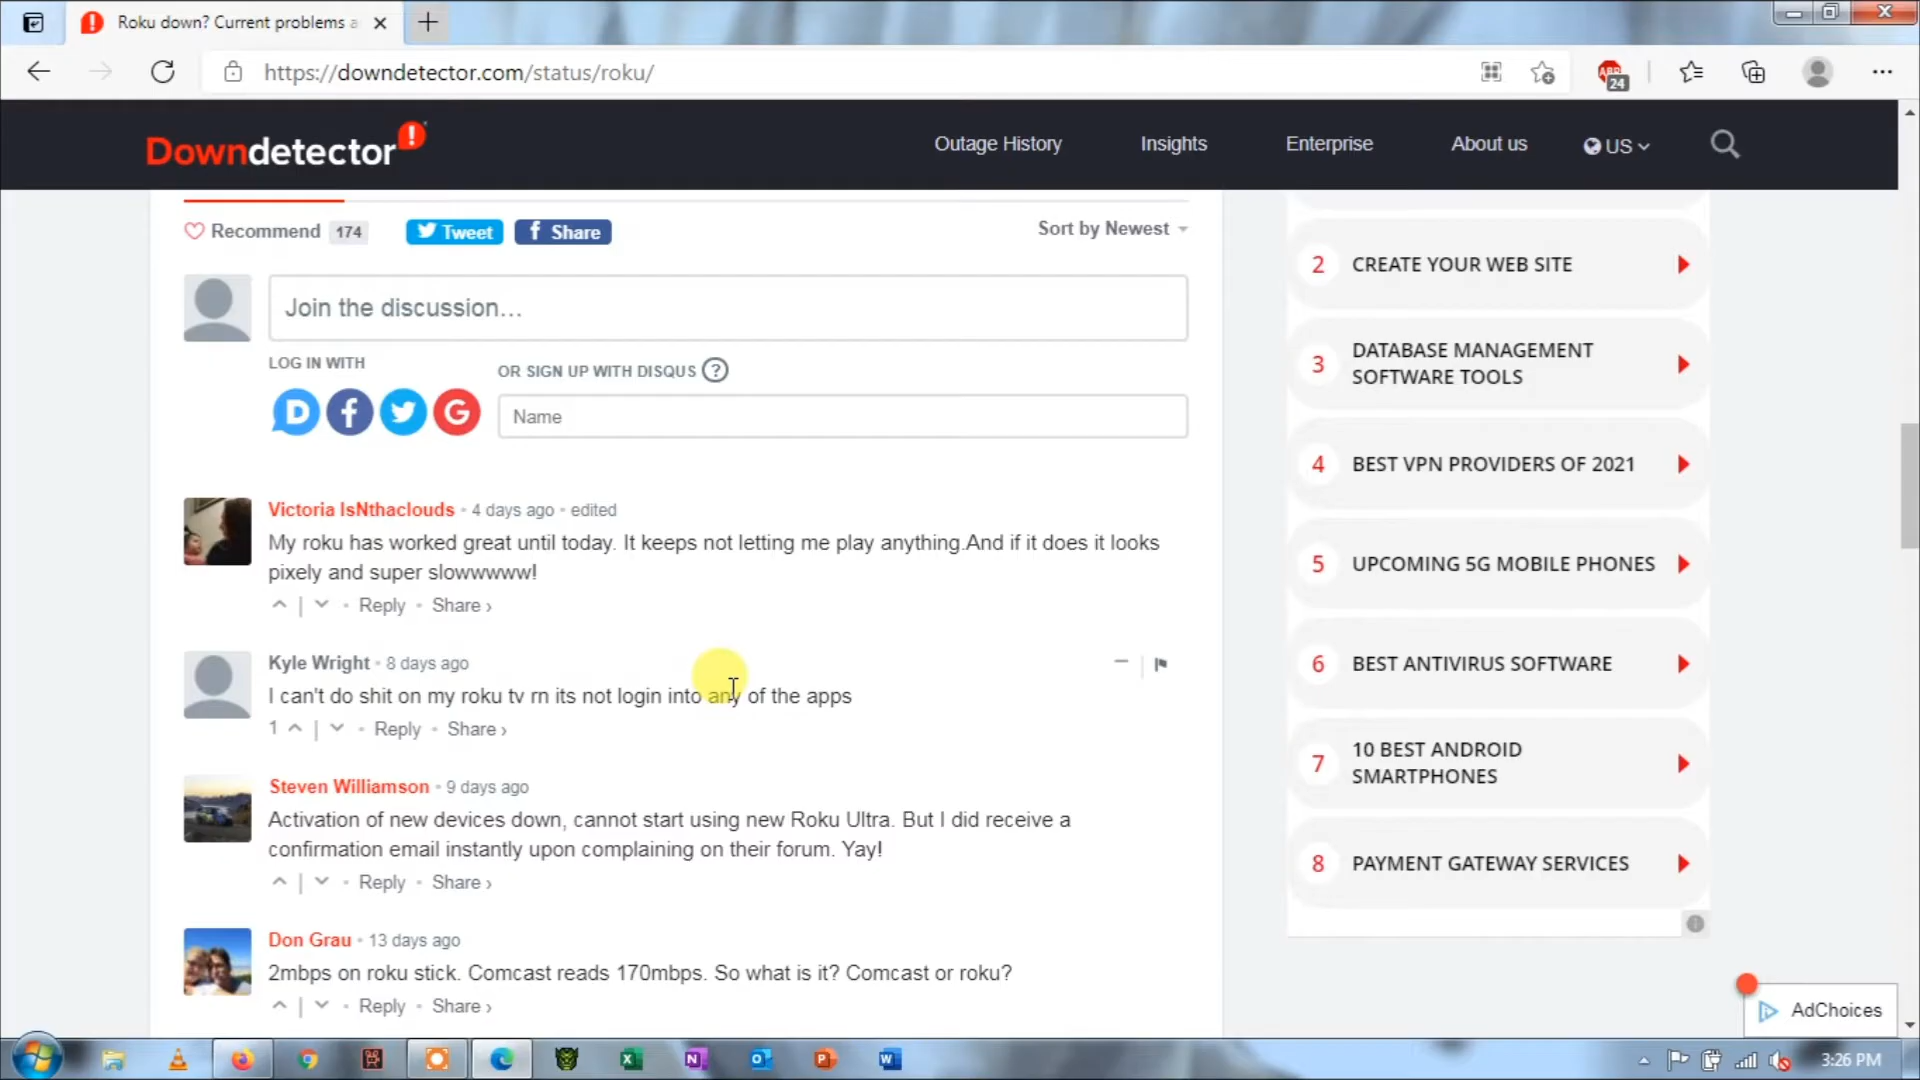 Roku down? Current problems a
https://downdetector.com/status/roku/
ABP
24
Downdetector!
Outage History
Insights
Enterprise
About us
US
Recommend 174
Tweet
f Share
Sort by Newest
Join the discussion...
LOG IN WITH
OR SIGN UP WITH DISQUS ?
D f G
Name
Victoria IsNthaclouds • 4 days ago • edited
My roku has worked great until today. It keeps not letting me play anything.And if it does it looks
pixely and super slowwwww!
Reply • Share ›
Kyle Wright • 8 days ago
I can't do shit on my roku tv rn its not login into any of the apps
1 • Reply • Share ›
Steven Williamson • 9 days ago
Activation of new devices down, cannot start using new Roku Ultra. But I did receive a
confirmation email instantly upon complaining on their forum. Yay!
Reply • Share ›
Don Grau • 13 days ago
2mbps on roku stick. Comcast reads 170mbps. So what is it? Comcast or roku?
Reply • Share ›
2 CREATE YOUR WEB SITE
3 DATABASE MANAGEMENT
SOFTWARE TOOLS
4 BEST VPN PROVIDERS OF 2021
5 UPCOMING 5G MOBILE PHONES
6 BEST ANTIVIRUS SOFTWARE
7 10 BEST ANDROID
SMARTPHONES
8 PAYMENT GATEWAY SERVICES
AdChoices
3:26 PM